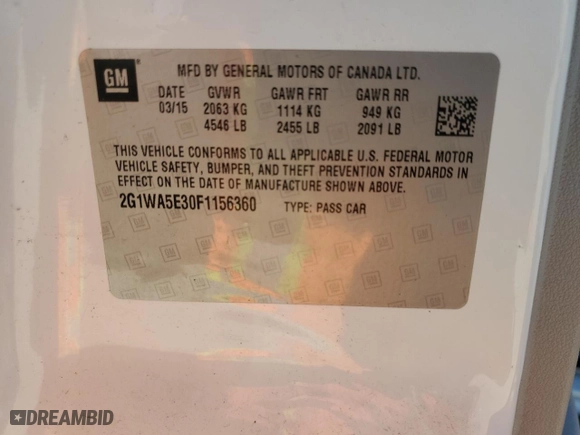 GM
MFD BY GENERAL MOTORS OF CANADA LTD.
DATE GVWR GAWR FRT GAWR RR
03/15 2063 KG 1114 KG 949 KG
4546 LB 2455 LB 2091 LB
THIS VEHICLE CONFORMS TO ALL APPLICABLE U.S. FEDERAL MOTOR
VEHICLE SAFETY, BUMPER, AND THEFT PREVENTION STANDARDS IN
EFFECT ON THE DATE OF MANUFACTURE SHOWN ABOVE.
2G1WA5E30F1156360 TYPE: PASS CAR
DREAMBID